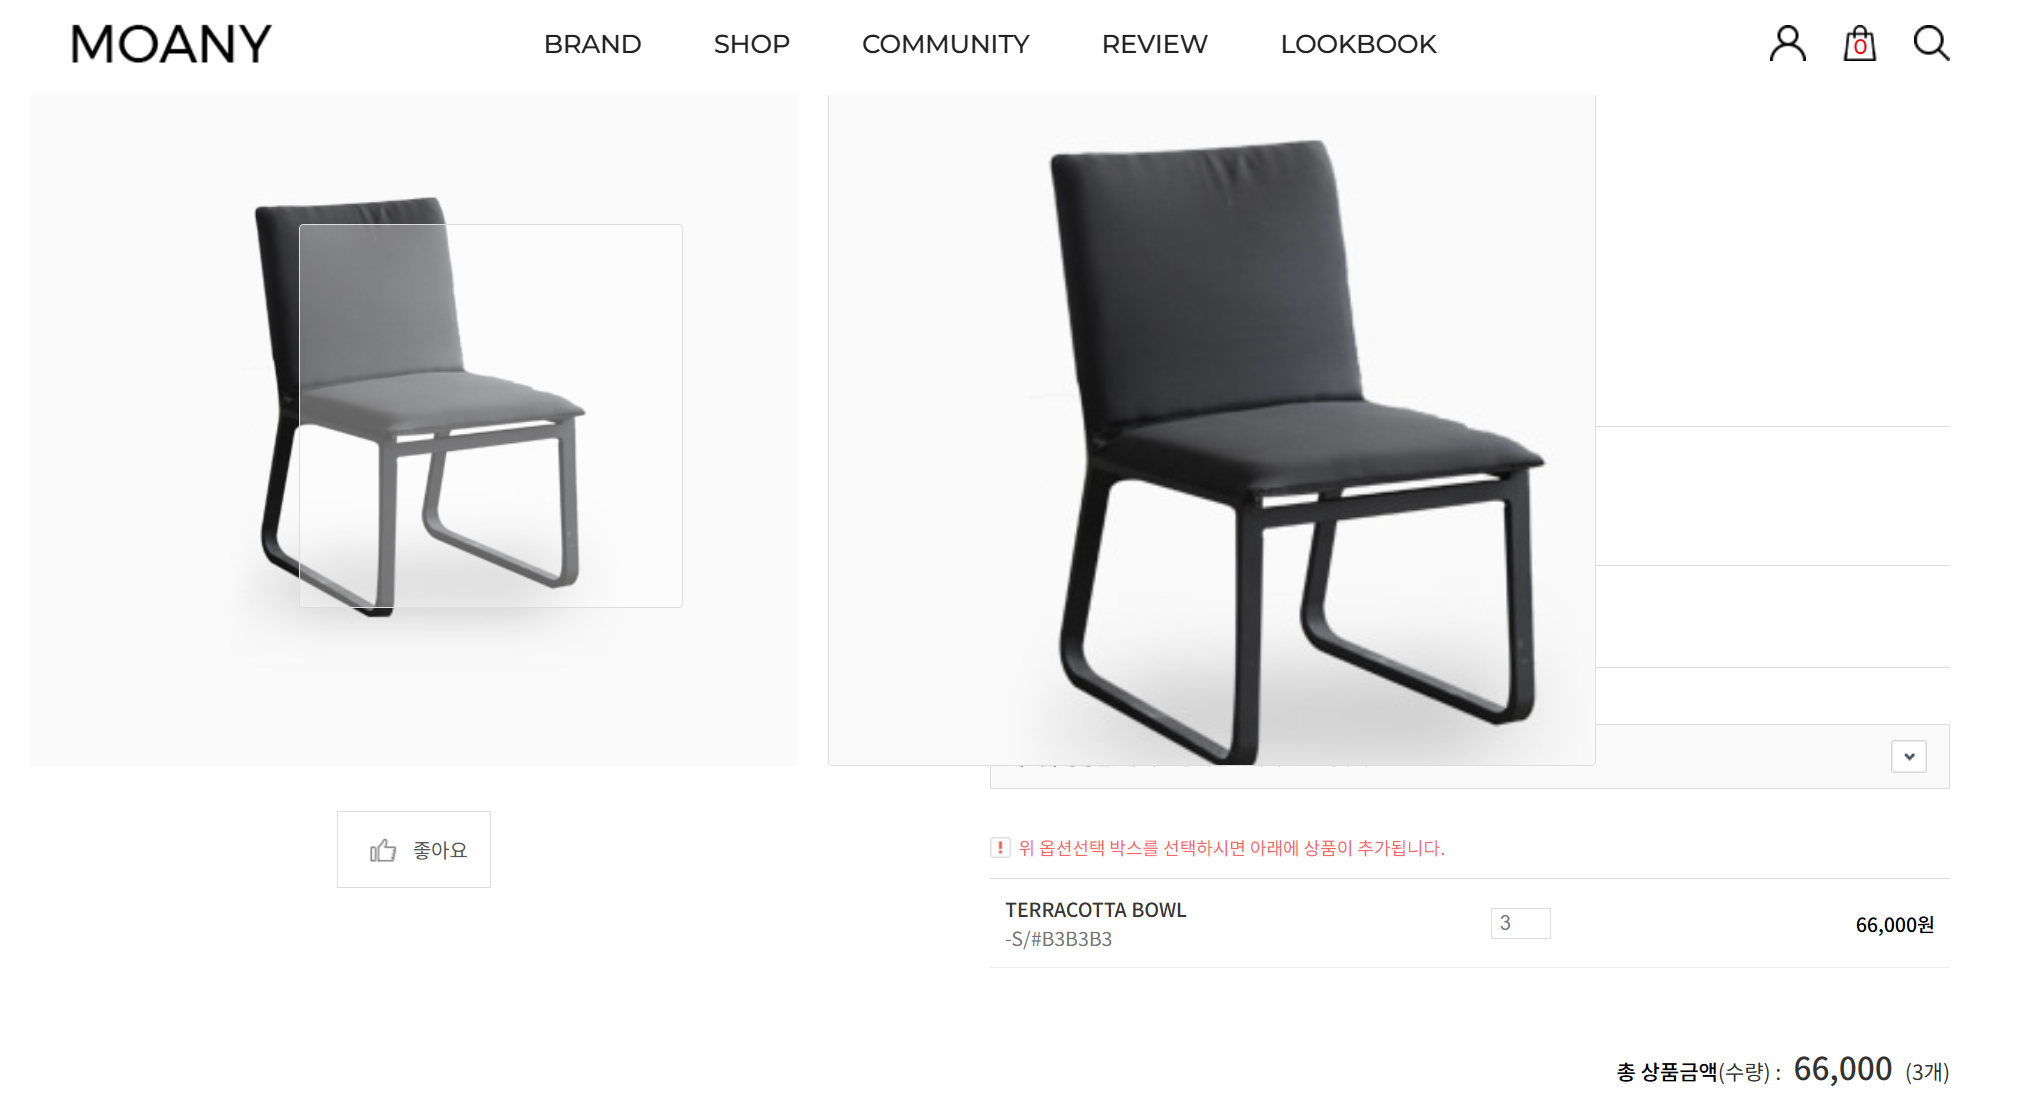 MOANY
BRAND
SHOP
COMMUNITY
REVIEW
LOOKBOOK
0
좋아요
위 옵션선택 박스를 선택하시면 아래에 상품이 추가됩니다.
TERRACOTTA BOWL
-S/#B3B3B3
3
66,000원
총 상품금액(수량) : 66,000 (3개)